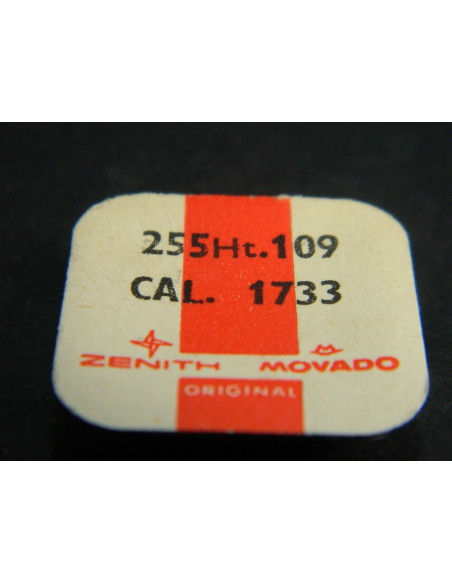 255Ht.109
CAL. 1733
ZENITH MOVADO
ORIGINAL